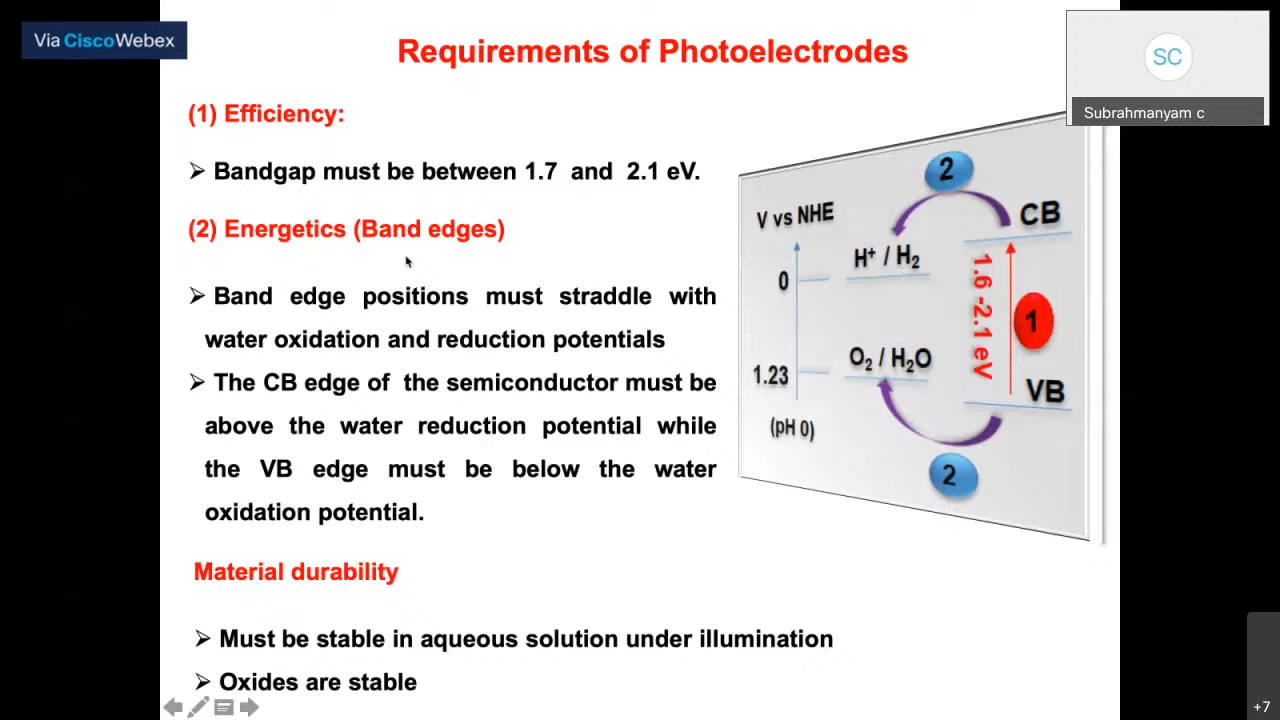 Via CiscoWebex
Requirements of Photoelectrodes
SC
Subrahmanyam c
(1) Efficiency:
➢ Bandgap must be between 1.7 and 2.1 eV.
(2) Energetics (Band edges)
➢ Band edge positions must straddle with
water oxidation and reduction potentials
➢ The CB edge of the semiconductor must be
above the water reduction potential while
the VB edge must be below the water
oxidation potential.
Material durability
➢ Must be stable in aqueous solution under illumination
➢ Oxides are stable
2
V vs NHE
CB
H⁺ / H₂
0
1.6 -2.1 eV
1
O₂ / H₂O
1.23
VB
(pH 0)
2
+7